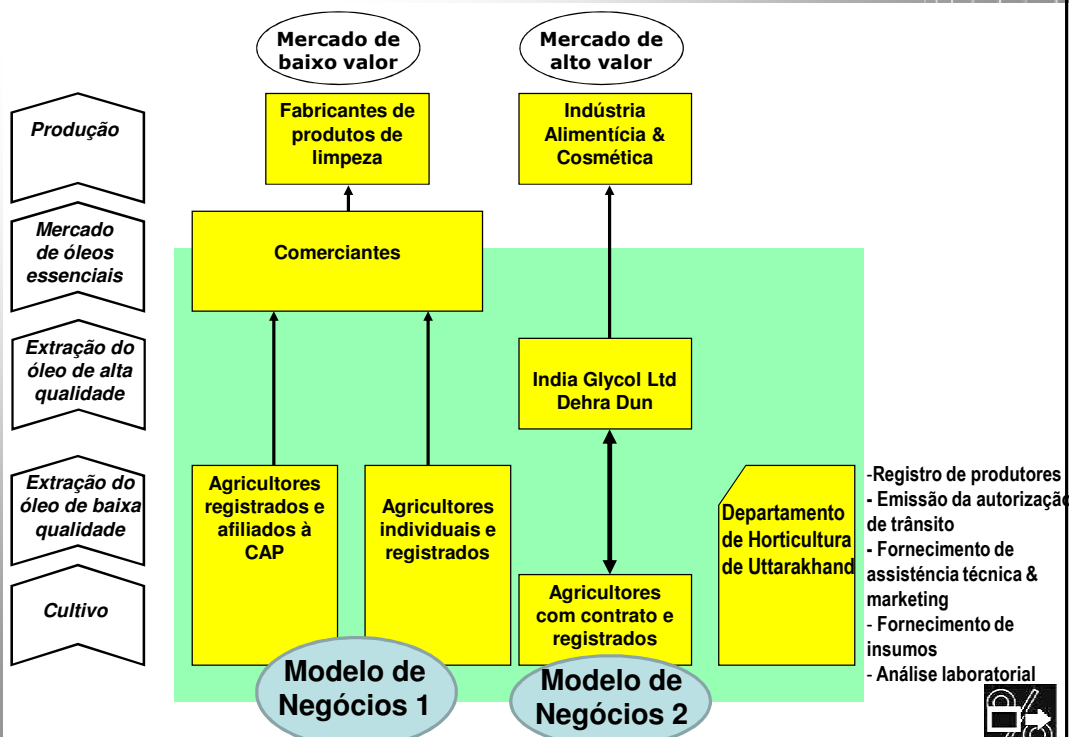 Mercado de
baixo valor
Mercado de
alto valor
Produção
Fabricantes de
produtos de
limpeza
Indústria
Alimentícia &
Cosmética
Mercado
de óleos
essenciais
Comerciantes
Extração do
óleo de alta
qualidade
India Glycol Ltd
Dehra Dun
Extração do
óleo de baixa
qualidade
Agricultores
registrados e
afiliados à
CAP
Agricultores
individuais e
registrados
Departamento
de Horticultura
de Uttarakhand
-Registro de produtores
- Emissão da autorização
de trânsito
- Fornecimento de
assisténcia técnica &
marketing
- Fornecimento de
insumos
- Análise laboratorial
Cultivo
Agricultores
com contrato e
registrados
Modelo de
Negócios 1
Modelo de
Negócios 2